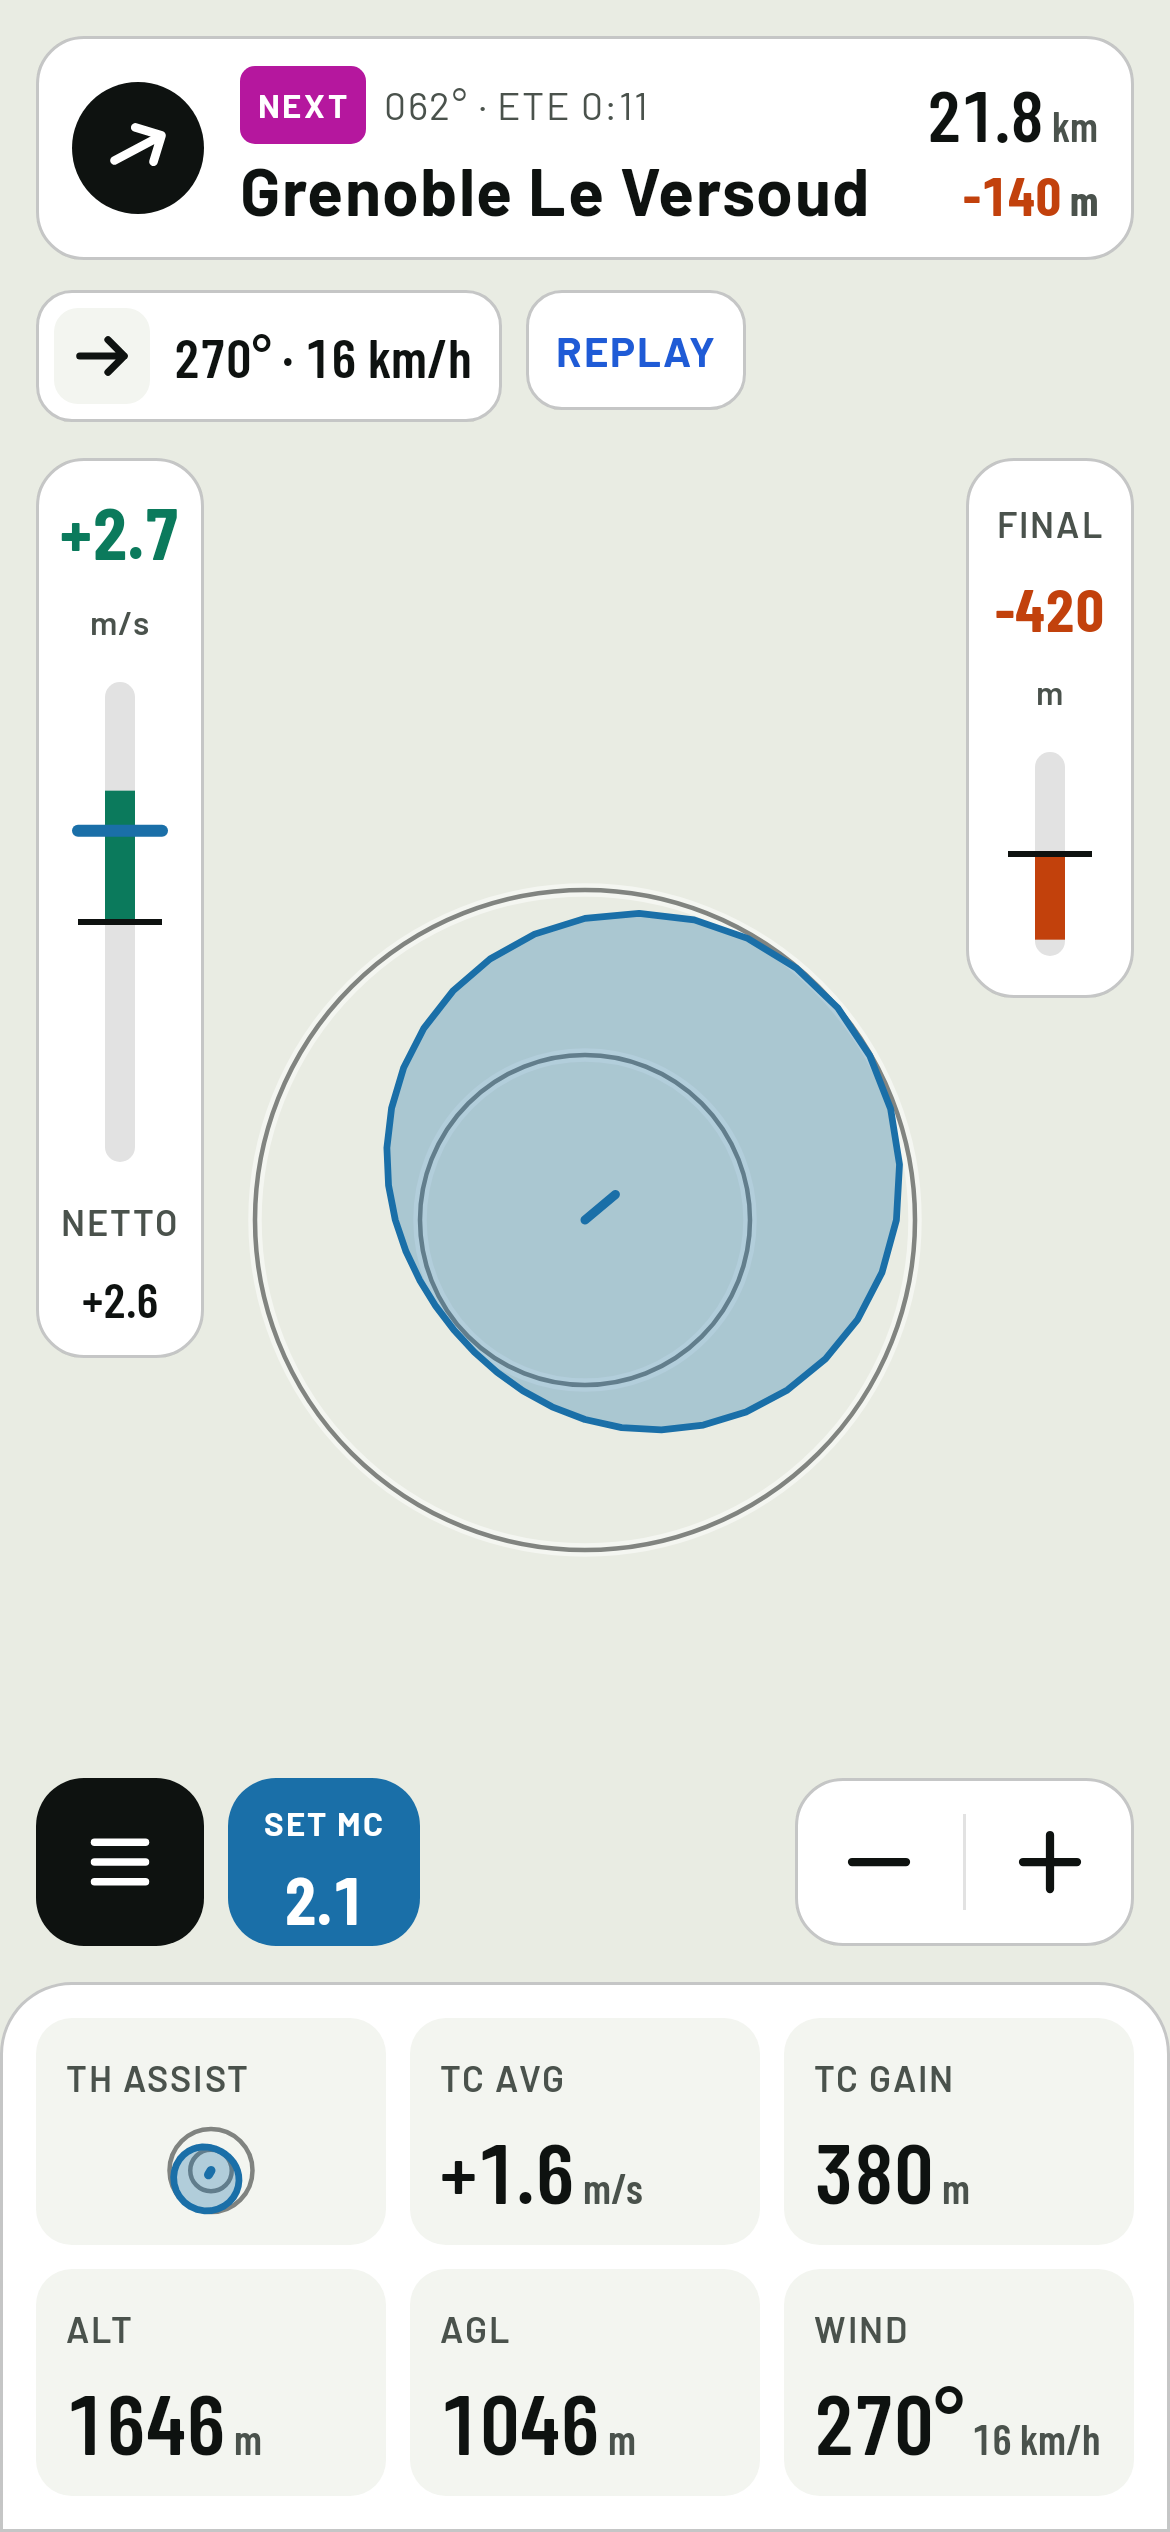 NEXT 062° · ETE 0:11
Grenoble Le Versoud
21.8 km
-140 m
270° · 16 km/h
REPLAY
+2.7
m/s
NETTO
+2.6
FINAL
-420
m
SET MC
2.1
TH ASSIST
TC AVG
+1.6 m/s
TC GAIN
380 m
ALT
1646 m
AGL
1046 m
WIND
270° 16 km/h